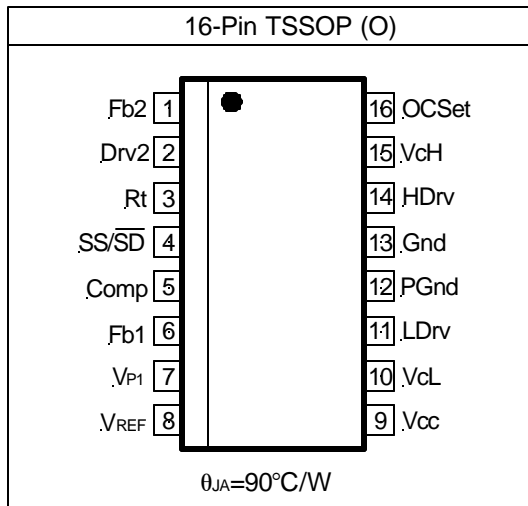 16-Pin TSSOP (O)
Fb2 1 16 OCSet
Drv2 2 15 VcH
Rt 3 14 HDrv
SS/S̅D̅ 4 13 Gnd
Comp 5 12 PGnd
Fb1 6 11 LDrv
VP1 7 10 VcL
VREF 8 9 Vcc
θJA=90°C/W